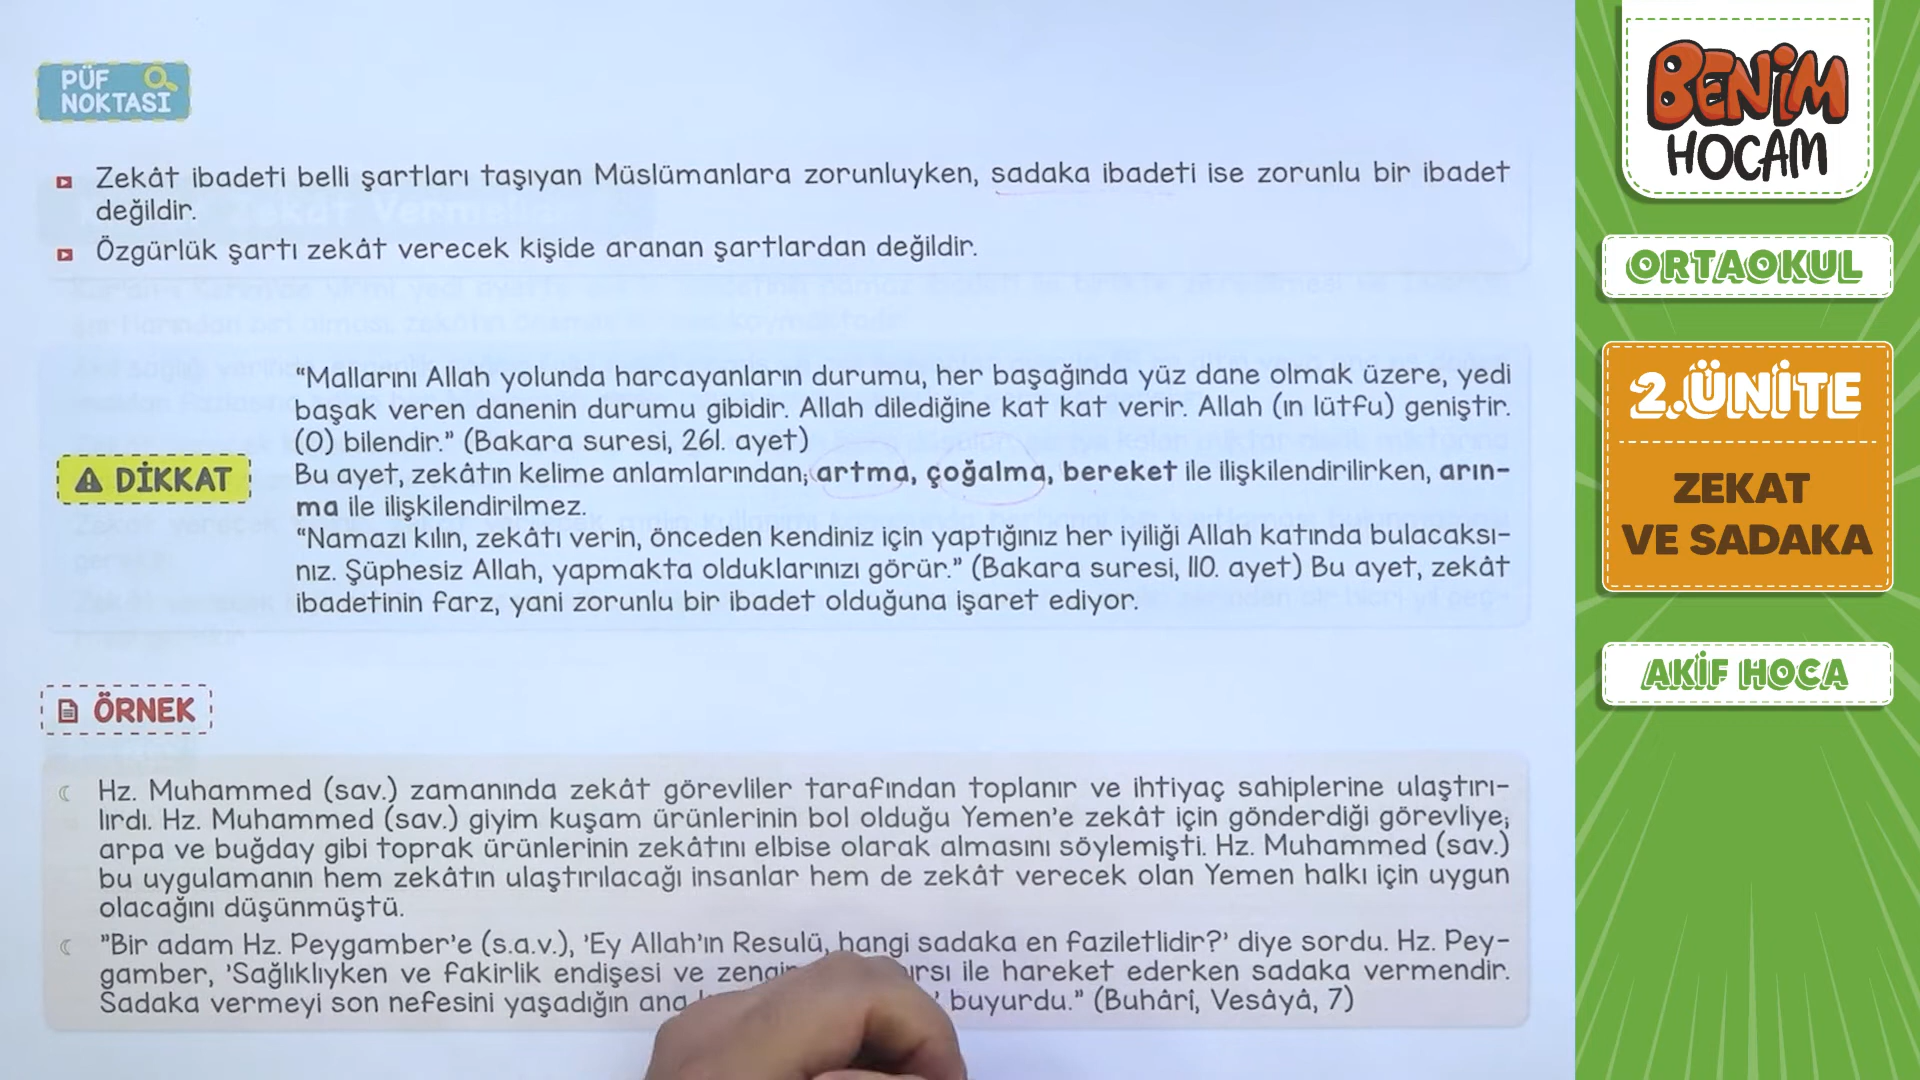 PÜF
NOKTASI
Zekât ibadeti belli şartları taşıyan Müslümanlara zorunluyken, sadaka ibadeti ise zorunlu bir ibadet
değildir.
Özgürlük şartı zekât verecek kişide aranan şartlardan değildir.
“Mallarını Allah yolunda harcayanların durumu, her başağında yüz dane olmak üzere, yedi
başak veren danenin durumu gibidir. Allah dilediğine kat kat verir. Allah (ın lütfu) geniştir.
(O) bilendir.” (Bakara suresi, 261. ayet)
DİKKAT
Bu ayet, zekâtın kelime anlamlarından; artma, çoğalma, bereket ile ilişkilendirilirken, arın-
ma ile ilişkilendirilmez.
“Namazı kılın, zekâtı verin, önceden kendiniz için yaptığınız her iyiliği Allah katında bulacaksı-
nız. Şüphesiz Allah, yapmakta olduklarınızı görür.” (Bakara suresi, 110. ayet) Bu ayet, zekât
ibadetinin farz, yani zorunlu bir ibadet olduğuna işaret ediyor.
ÖRNEK
Hz. Muhammed (sav.) zamanında zekât görevliler tarafından toplanır ve ihtiyaç sahiplerine ulaştırı-
lırdı. Hz. Muhammed (sav.) giyim kuşam ürünlerinin bol olduğu Yemen’e zekât için gönderdiği görevliye;
arpa ve buğday gibi toprak ürünlerinin zekâtını elbise olarak almasını söylemişti. Hz. Muhammed (sav.)
bu uygulamanın hem zekâtın ulaştırılacağı insanlar hem de zekât verecek olan Yemen halkı için uygun
olacağını düşünmüştü.
”Bir adam Hz. Peygamber’e (s.a.v.), ’Ey Allah’ın Resulü, hangi sadaka en faziletlidir?’ diye sordu. Hz. Pey-
gamber, ’Sağlıklıyken ve fakirlik endişesi ve ile hareket ederken sadaka vermendir.
Sadaka vermeyi son nefesini yaşadığın ’ buyurdu.” (Buhârî, Vesâyâ, 7)
BENİM
HOCAM
ORTAOKUL
2.ÜNİTE
ZEKAT
VE SADAKA
AKİF HOCA